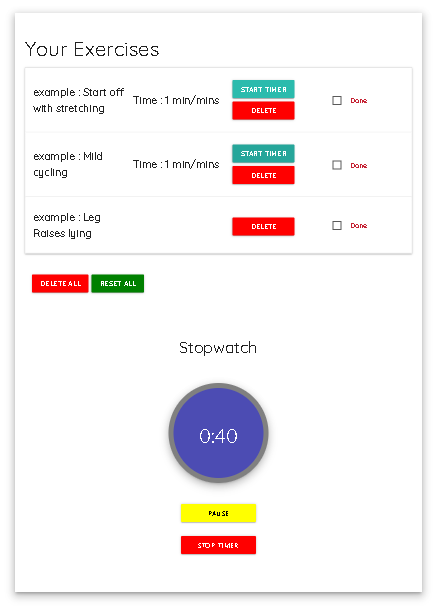 Your Exercises
example : Start off
with stretching
Time : 1 min/mins
START TIMER
DELETE
Done
example : Mild
cycling
Time : 1 min/mins
START TIMER
DELETE
Done
example : Leg
Raises lying
DELETE
Done
DELETE ALL
RESET ALL
Stopwatch
0:40
PAUSE
STOP TIMER